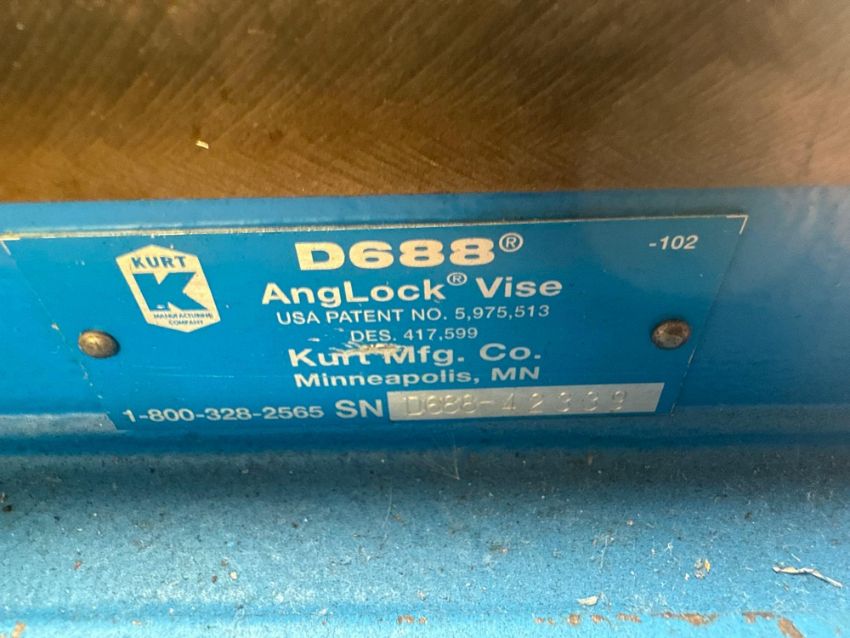 KURT
K
MANUFACTURING
COMPANY
D688®
-102
AngLock® Vise
USA PATENT NO. 5,975,513
DES. 417,599
Kurt Mfg. Co.
Minneapolis, MN
1-800-328-2565 SN D688-42339